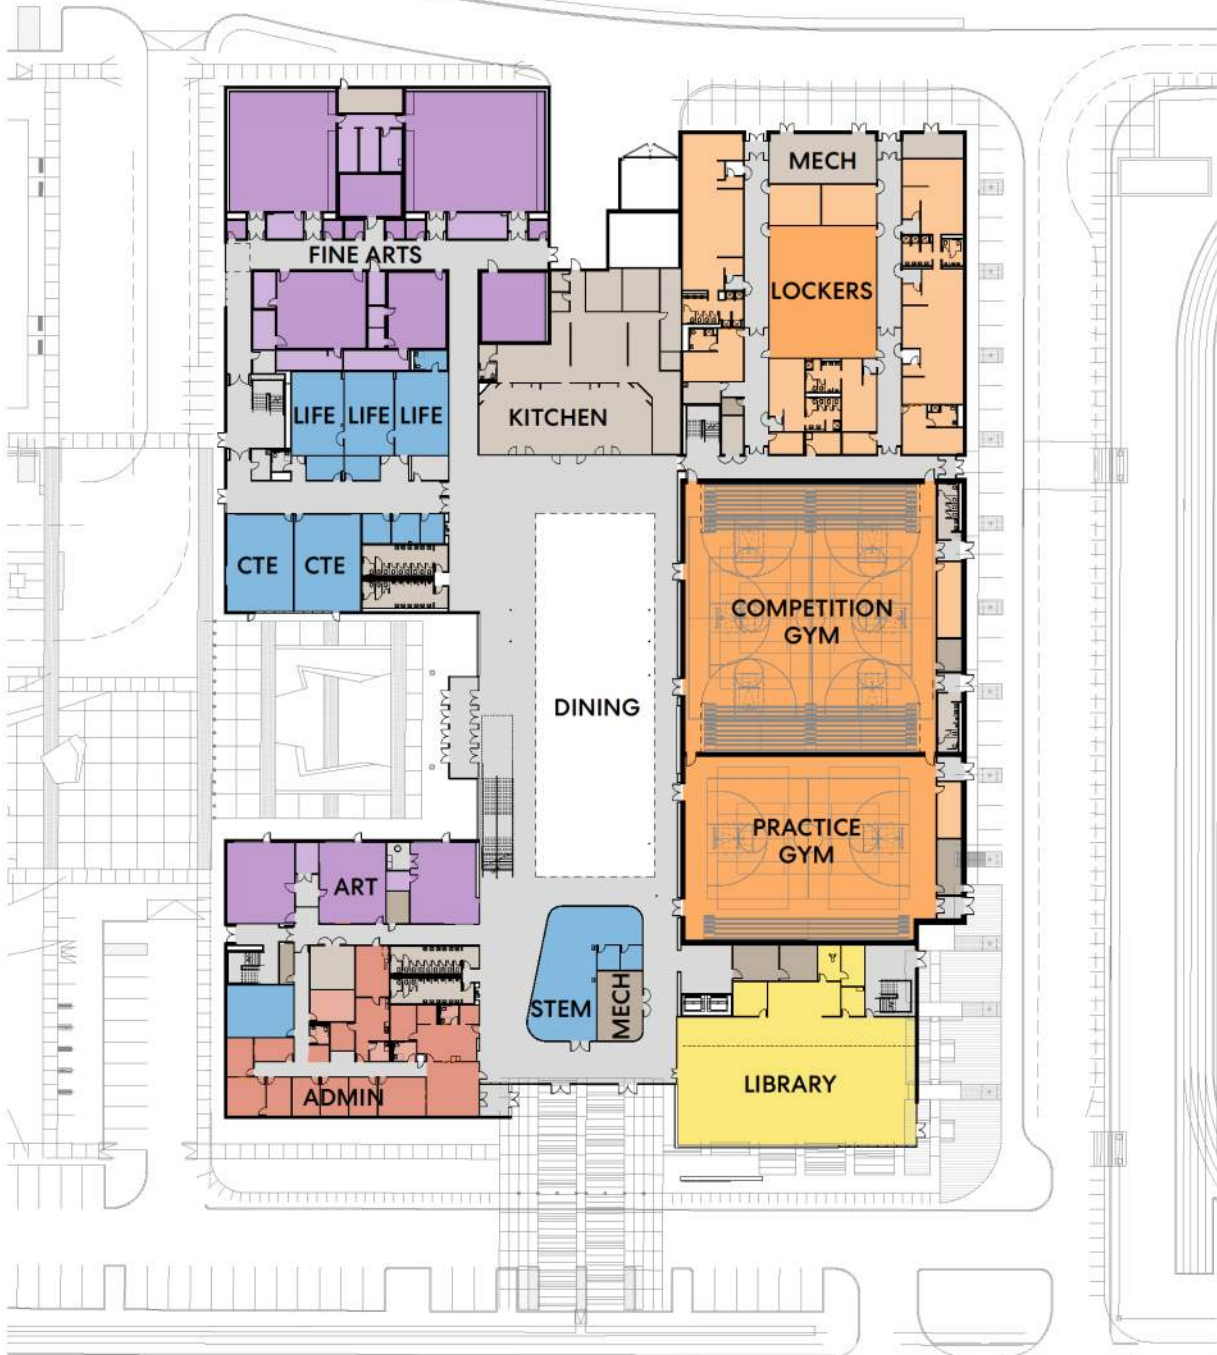 MECH
FINE ARTS
LOCKERS
LIFE LIFE LIFE
KITCHEN
CTE CTE
COMPETITION
GYM
DINING
PRACTICE
GYM
ART
STEM
MECH
LIBRARY
ADMIN